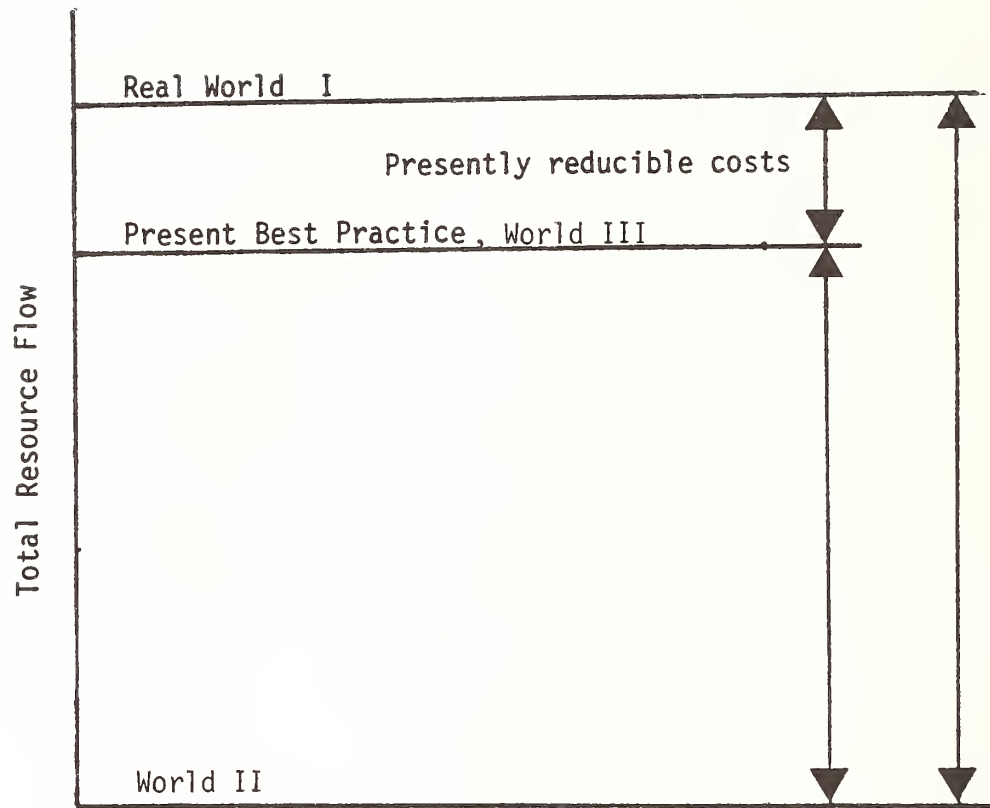 Real World I
Presently reducible costs
Present Best Practice, World III
Total Resource Flow
World II